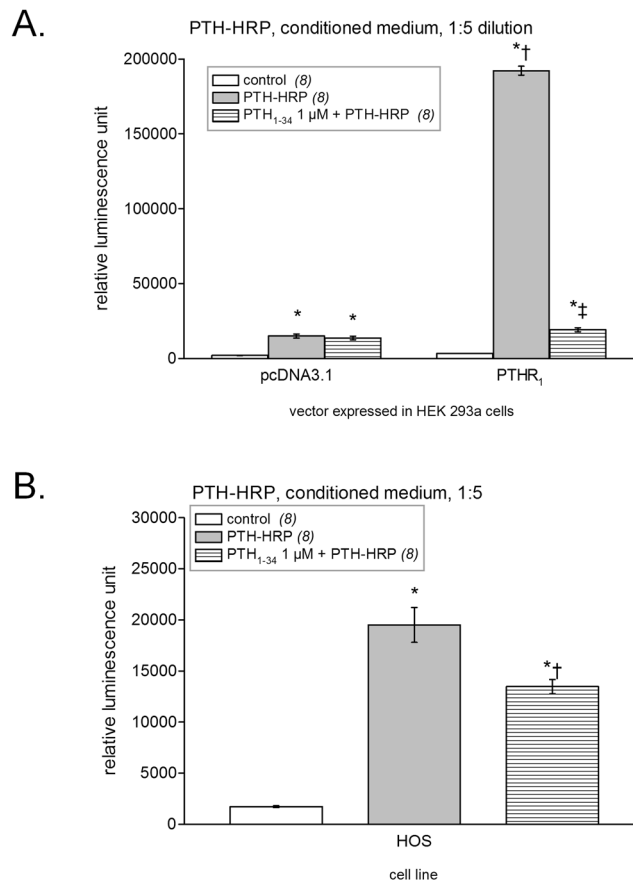 A.
PTH-HRP, conditioned medium, 1:5 dilution
200000
150000
100000
50000
0
relative luminescence unit
control (8)
PTH-HRP (8)
PTH1-34 1 µM + PTH-HRP (8)
*
*
*†
*‡
pcDNA3.1
PTHR1
vector expressed in HEK 293a cells
B.
PTH-HRP, conditioned medium, 1:5
30000
25000
20000
15000
10000
5000
0
relative luminescence unit
control (8)
PTH-HRP (8)
PTH1-34 1 µM + PTH-HRP (8)
*
*†
HOS
cell line